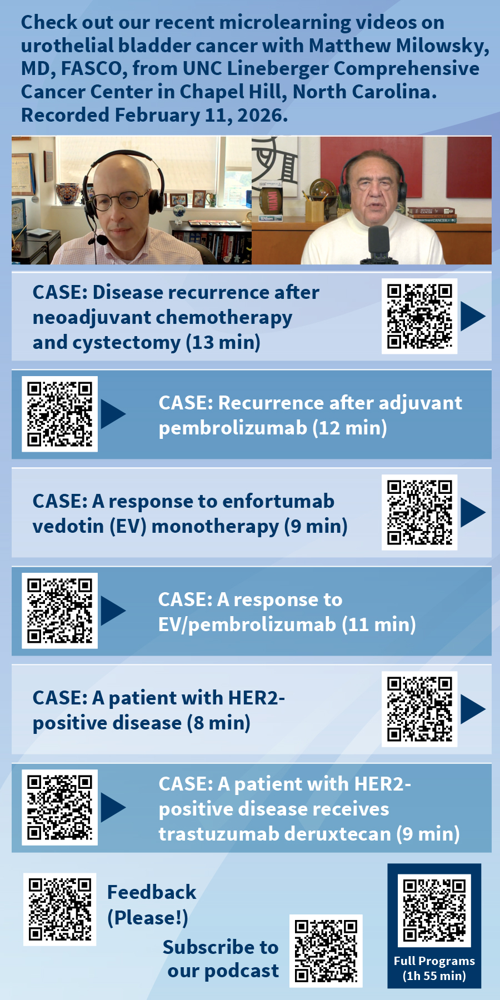 Check out our recent microlearning videos on
urothelial bladder cancer with Matthew Milowsky,
MD, FASCO, from UNC Lineberger Comprehensive
Cancer Center in Chapel Hill, North Carolina.
Recorded February 11, 2026.
Wilson
CANCER
CANCER
CASE: Disease recurrence after
neoadjuvant chemotherapy
and cystectomy (13 min)
CASE: Recurrence after adjuvant
pembrolizumab (12 min)
CASE: A response to enfortumab
vedotin (EV) monotherapy (9 min)
CASE: A response to
EV/pembrolizumab (11 min)
CASE: A patient with HER2-
positive disease (8 min)
CASE: A patient with HER2-
positive disease receives
trastuzumab deruxtecan (9 min)
Feedback
(Please!)
Subscribe to
our podcast
Full Programs
(1h 55 min)